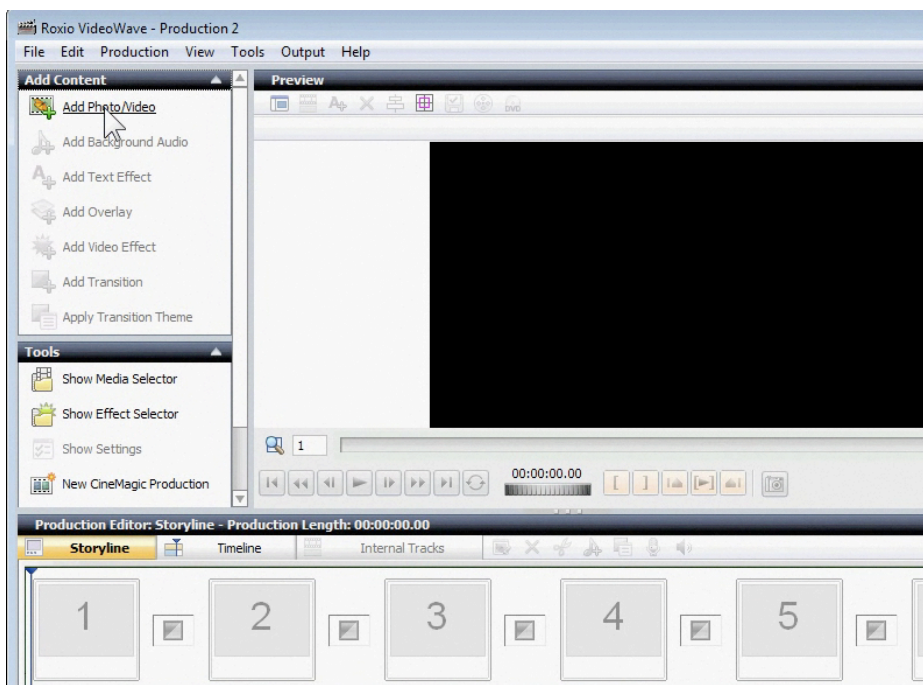 Roxio VideoWave - Production 2
File Edit Production View Tools Output Help
Add Content
Add Photo/Video
Add Background Audio
Add Text Effect
Add Overlay
Add Video Effect
Add Transition
Apply Transition Theme
Tools
Show Media Selector
Show Effect Selector
Show Settings
New CineMagic Production
Preview
DVD
1
00:00:00.00
Production Editor: Storyline - Production Length: 00:00:00.00
Storyline Timeline Internal Tracks
1 2 3 4 5